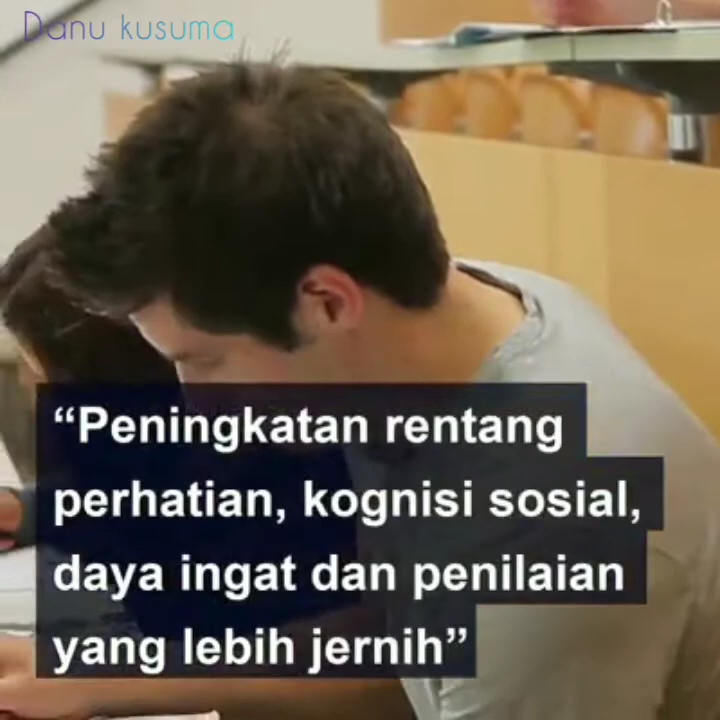 Danu kusuma
“Peningkatan rentang
perhatian, kognisi sosial,
daya ingat dan penilaian
yang lebih jernih”